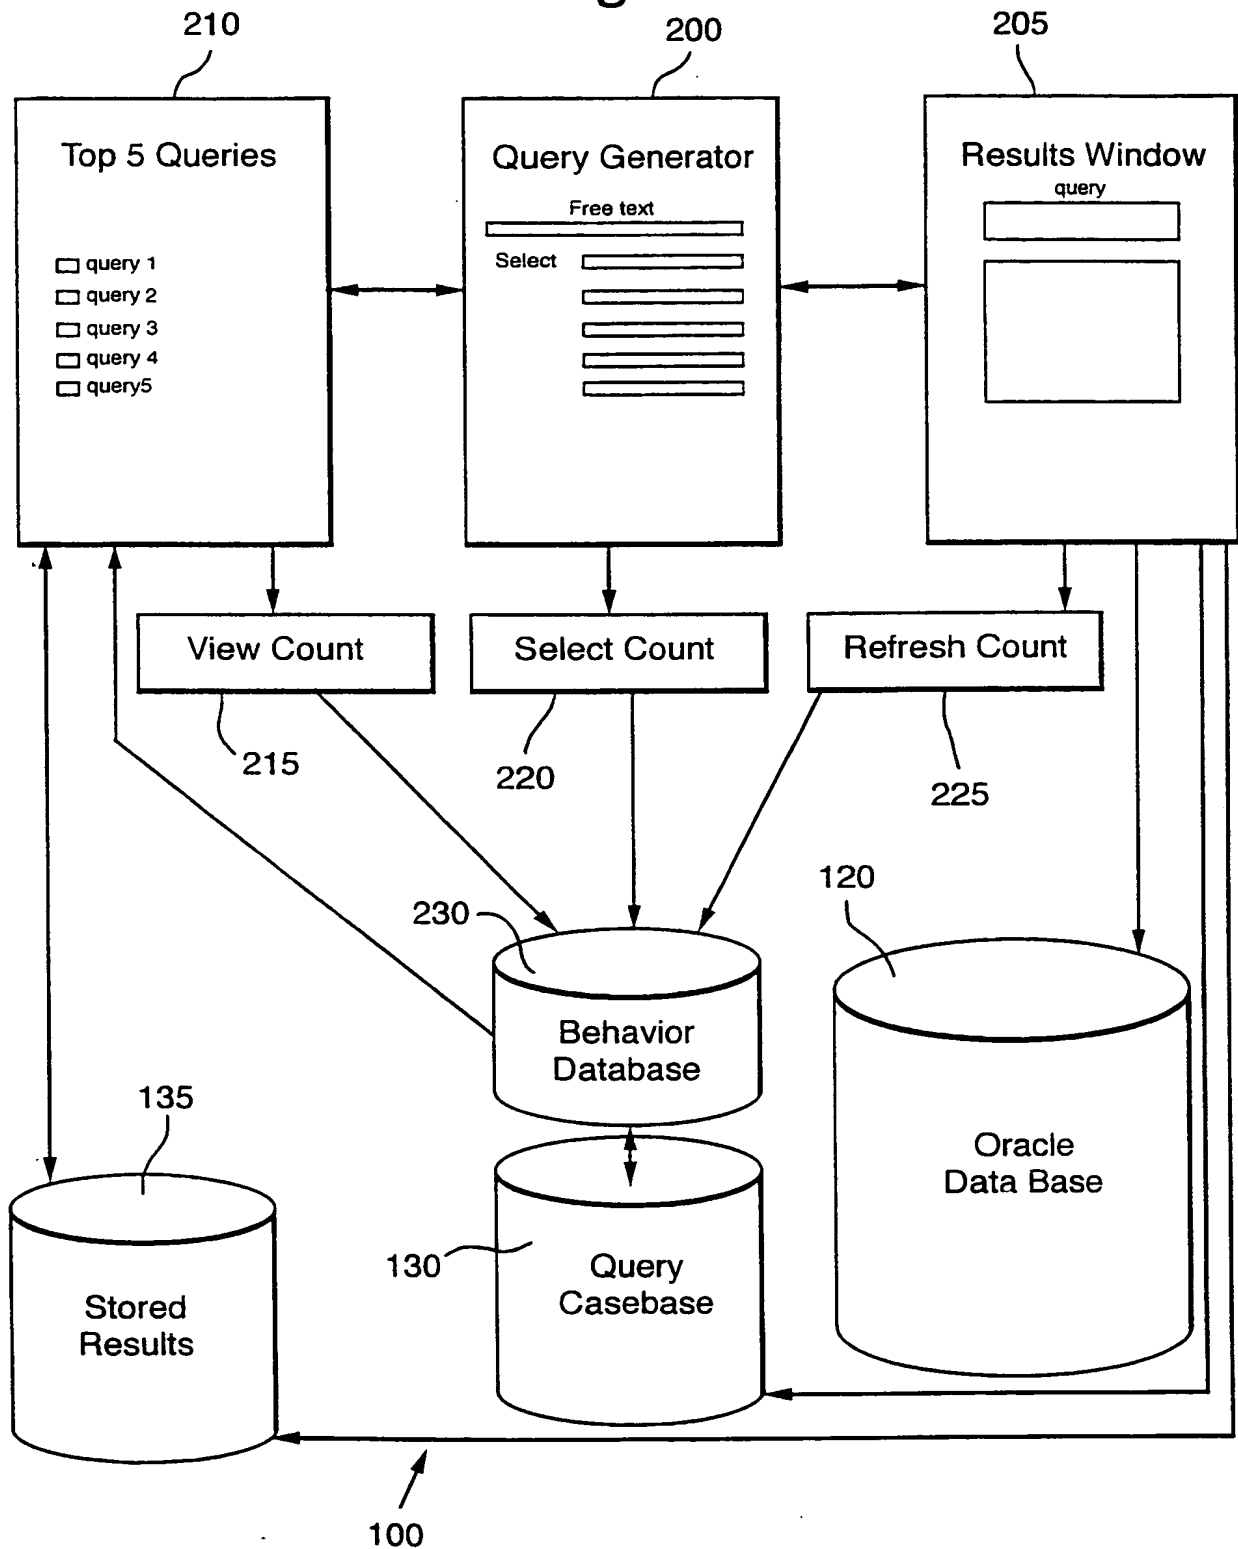 210
200
205
Top 5 Queries
Query Generator
Results Window
query
Free text
Select
query 1
query 2
query 3
query 4
query5
View Count
Select Count
Refresh Count
215
220
225
120
230
Behavior
Database
135
Oracle
Data Base
130
Query
Casebase
Stored
Results
100